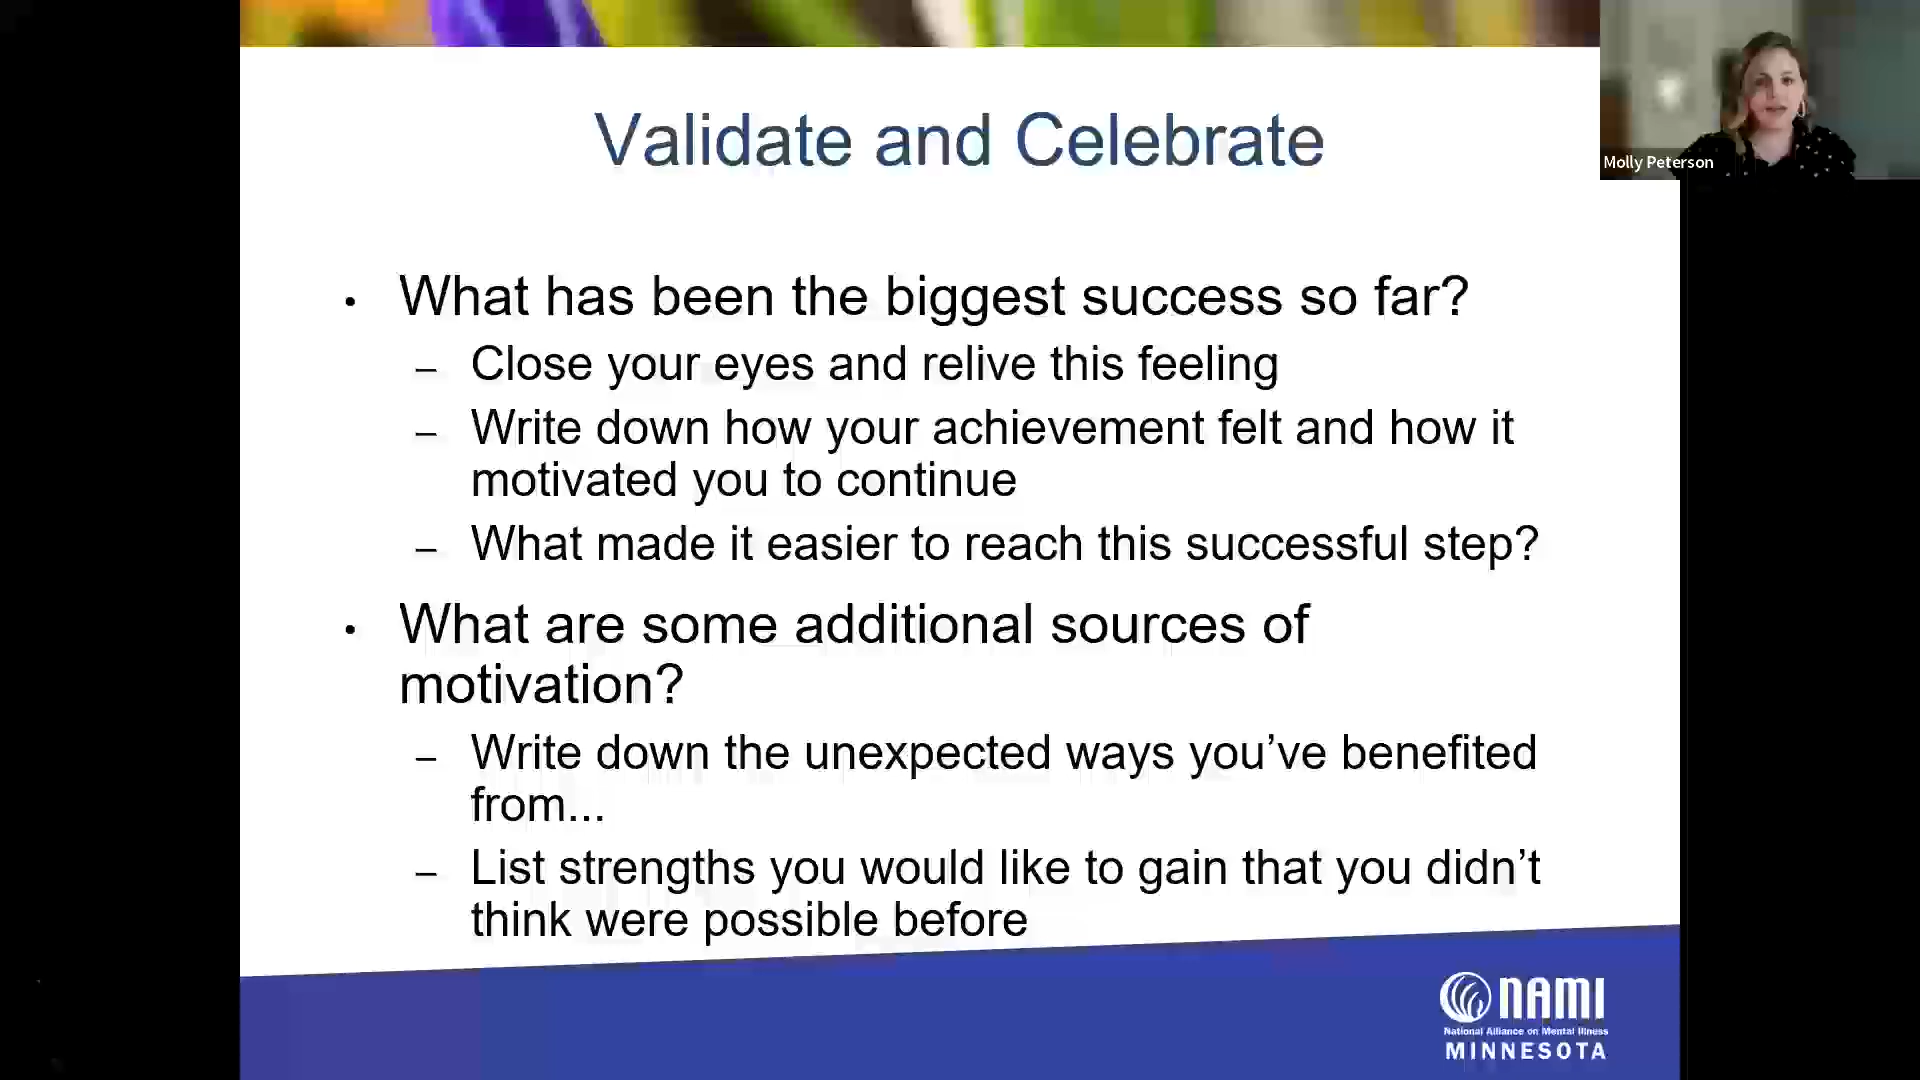 Validate and Celebrate
Molly Peterson
• What has been the biggest success so far?
– Close your eyes and relive this feeling
– Write down how your achievement felt and how it
motivated you to continue
– What made it easier to reach this successful step?
• What are some additional sources of
motivation?
– Write down the unexpected ways you’ve benefited
from...
– List strengths you would like to gain that you didn’t
think were possible before
NAMI
National Alliance on Mental Illness
MINNESOTA